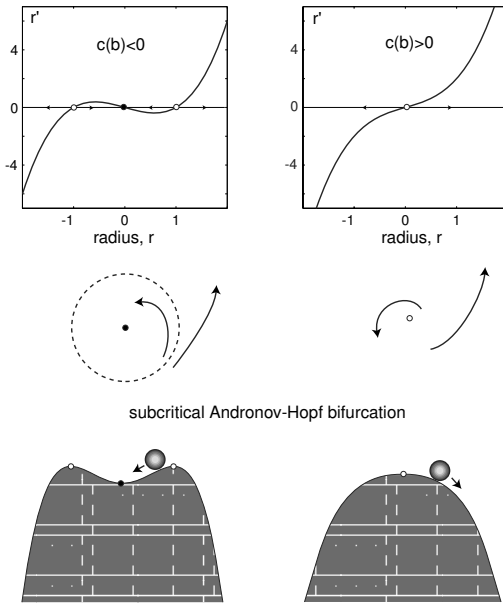 r'
r'
c(b)<0
c(b)>0
4
4
0
0
-4
-4
-1
0
1
-1
0
1
radius, r
radius, r
subcritical Andronov-Hopf bifurcation